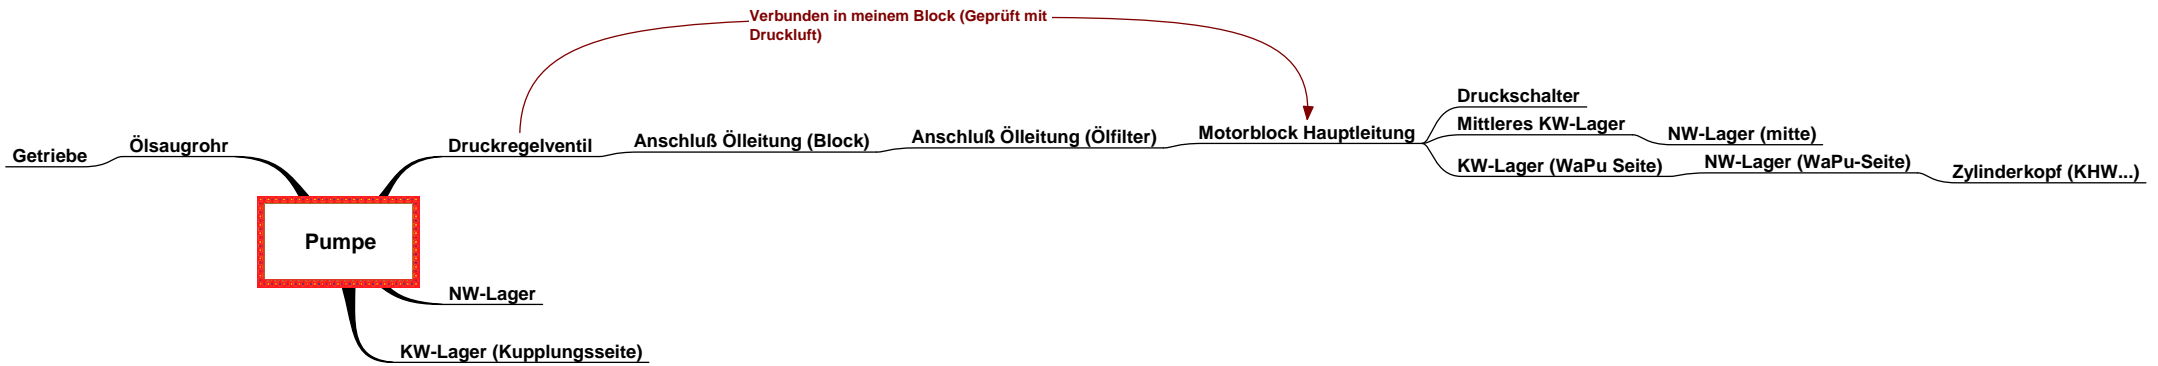 Verbunden in meinem Block (Geprüft mit
Druckluft)
Getriebe
Ölsaugrohr
Druckregelventil
Anschluß Ölleitung (Block)
Anschluß Ölleitung (Ölfilter)
Motorblock Hauptleitung
Druckschalter
Mittleres KW-Lager
NW-Lager (mitte)
KW-Lager (WaPu Seite)
NW-Lager (WaPu-Seite)
Zylinderkopf (KHW...)
Pumpe
NW-Lager
KW-Lager (Kupplungsseite)